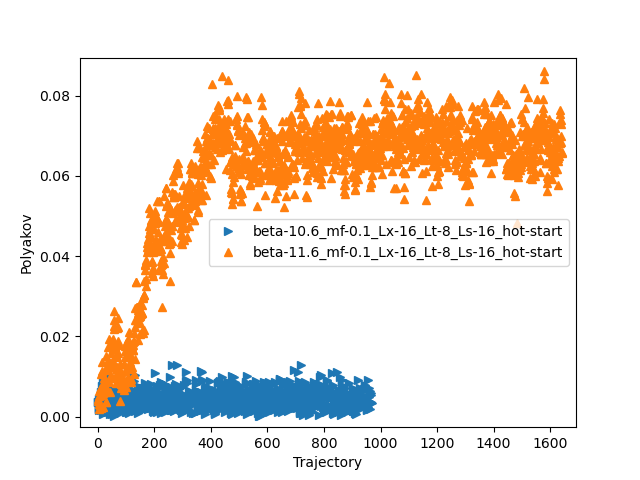 0.08
0.06
0.04
0.02
0.00
Polyakov
beta-10.6_mf-0.1_Lx-16_Lt-8_Ls-16_hot-start
beta-11.6_mf-0.1_Lx-16_Lt-8_Ls-16_hot-start
0 200 400 600 800 1000 1200 1400 1600
Trajectory